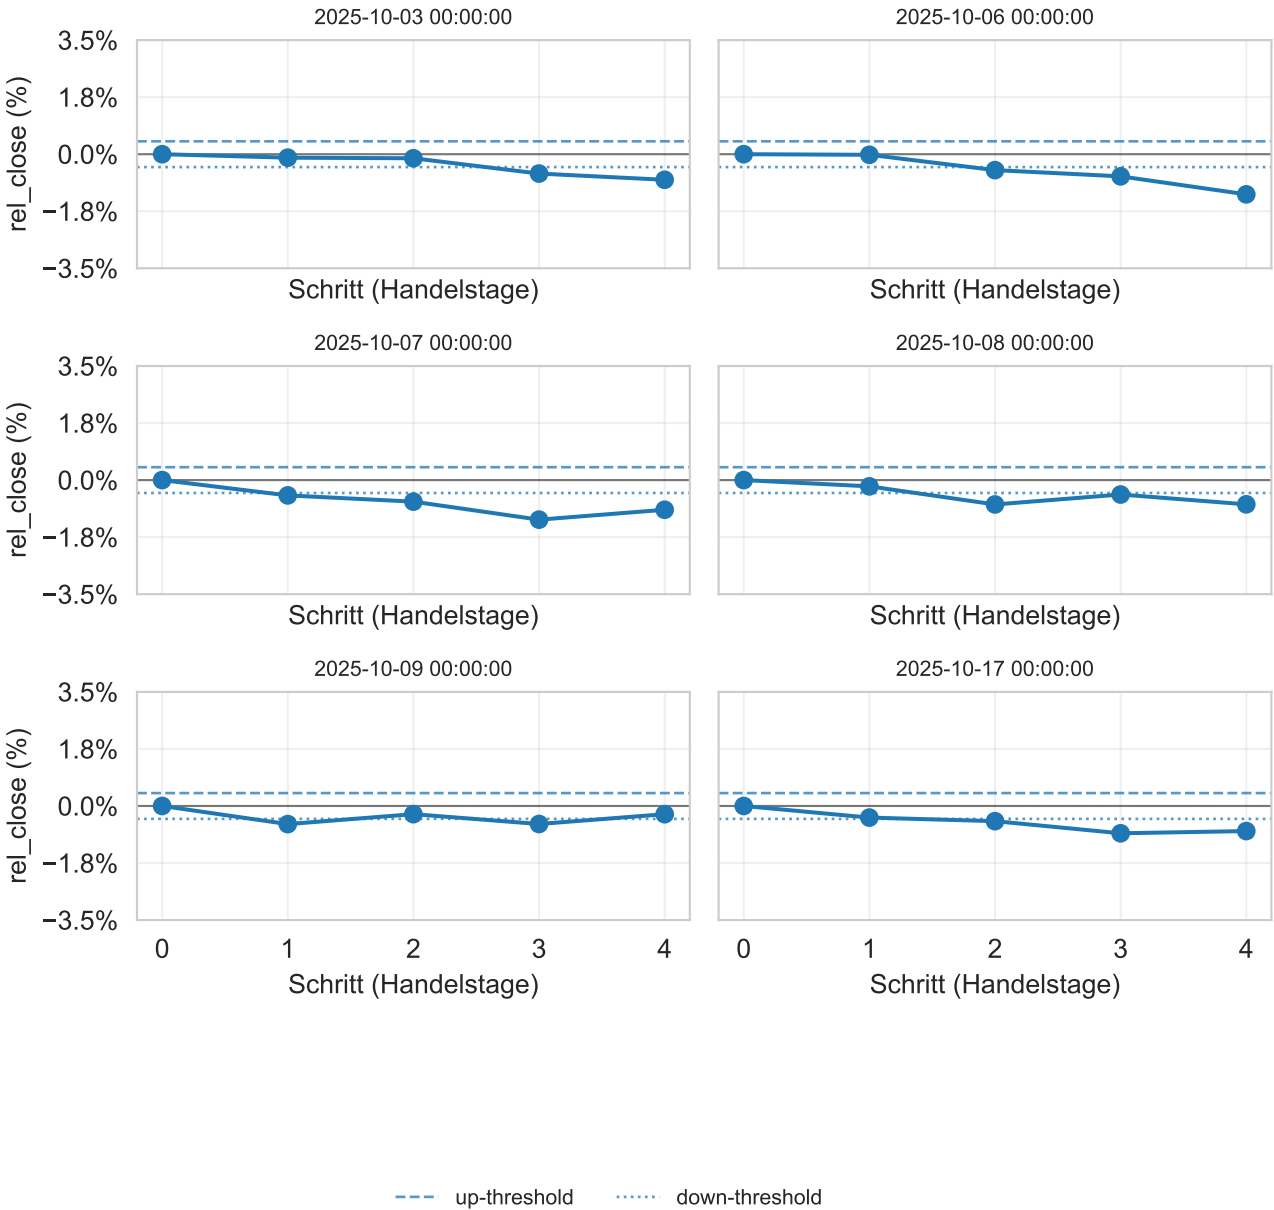 2025-10-03 00:00:00
2025-10-06 00:00:00
3.5%
1.8%
0.0%
−1.8%
−3.5%
rel_close (%)
Schritt (Handelstage)
Schritt (Handelstage)
2025-10-07 00:00:00
2025-10-08 00:00:00
3.5%
1.8%
0.0%
−1.8%
−3.5%
rel_close (%)
Schritt (Handelstage)
Schritt (Handelstage)
2025-10-09 00:00:00
2025-10-17 00:00:00
3.5%
1.8%
0.0%
−1.8%
−3.5%
rel_close (%)
0 1 2 3 4
0 1 2 3 4
Schritt (Handelstage)
Schritt (Handelstage)
up-threshold
down-threshold